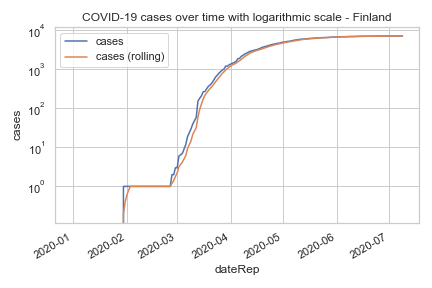 COVID-19 cases over time with logarithmic scale - Finland
cases
cases (rolling)
10⁴
10³
10²
10¹
10⁰
cases
2020-01
2020-02
2020-03
2020-04
2020-05
2020-06
2020-07
dateRep